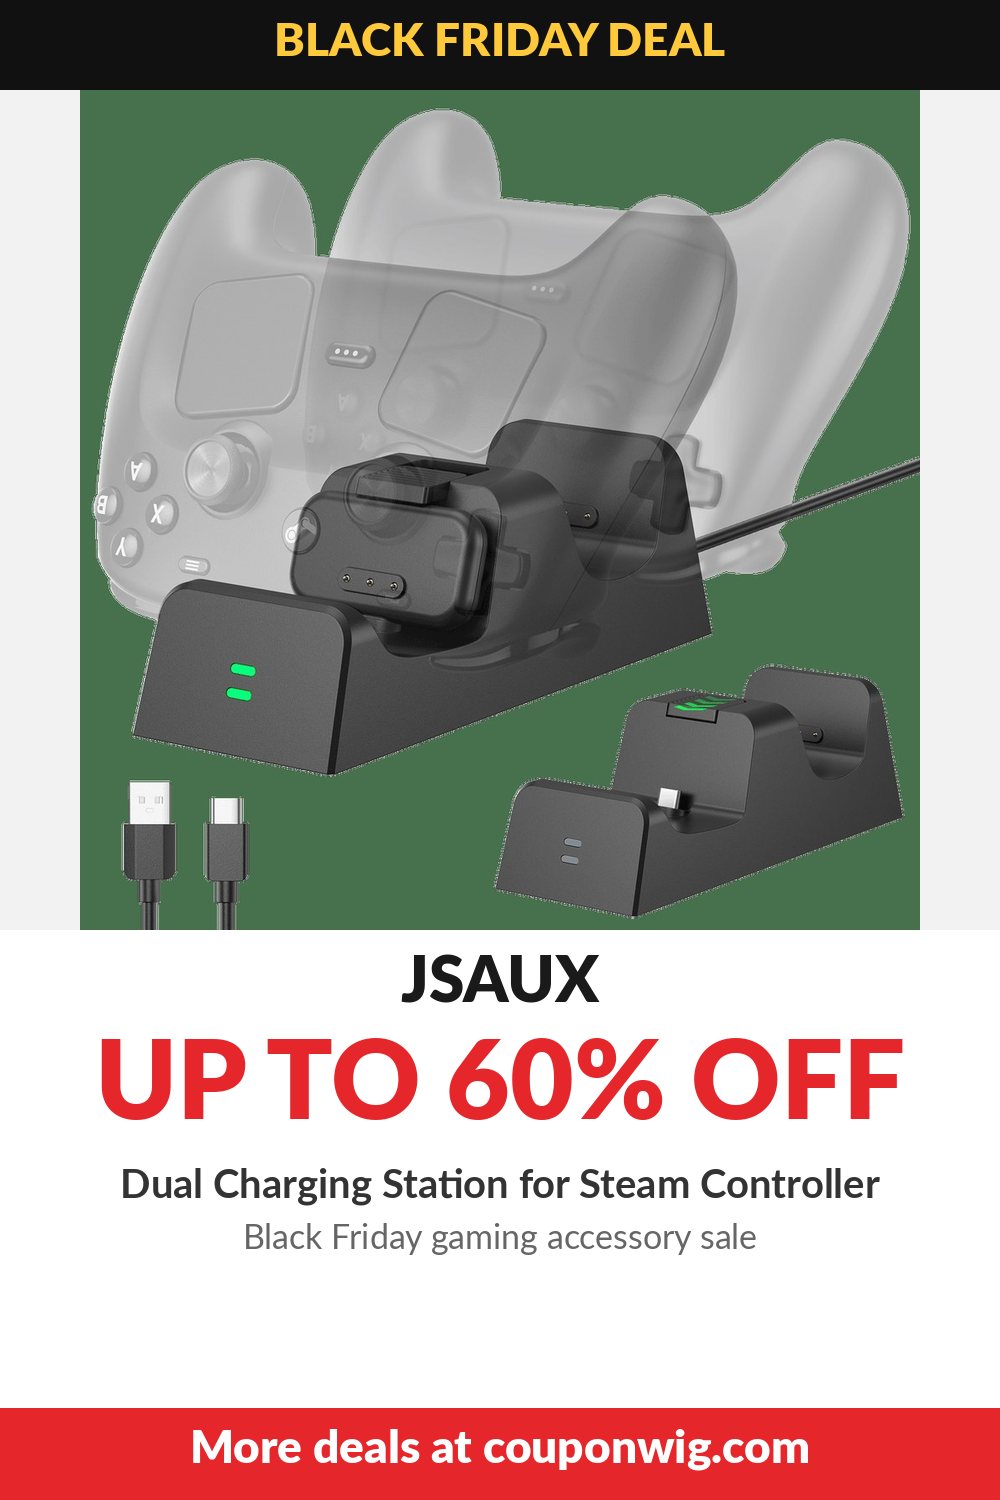 BLACK FRIDAY DEAL
A
B
X
Y
JSAUX
UP TO 60% OFF
Dual Charging Station for Steam Controller
Black Friday gaming accessory sale
More deals at couponwig.com